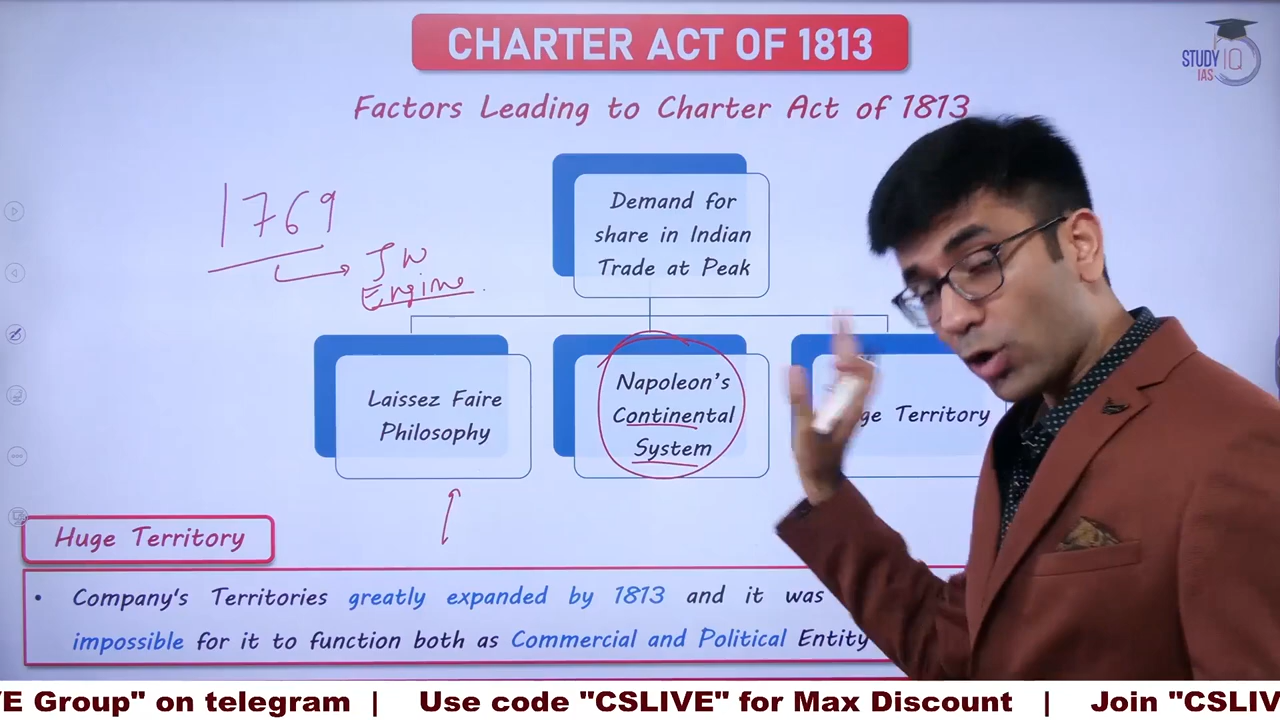 CHARTER ACT OF 1813
STUDY IQ
IAS
Factors Leading to Charter Act of 1813
1769
JW
Engine
Demand for
share in Indian
Trade at Peak
Laissez Faire
Philosophy
Napoleon's
Continental
System
Territory
Huge Territory
• Company's Territories greatly expanded by 1813 and it was
impossible for it to function both as Commercial and Political Entity
Group" on telegram | Use code "CSLIVE" for Max Discount | Join